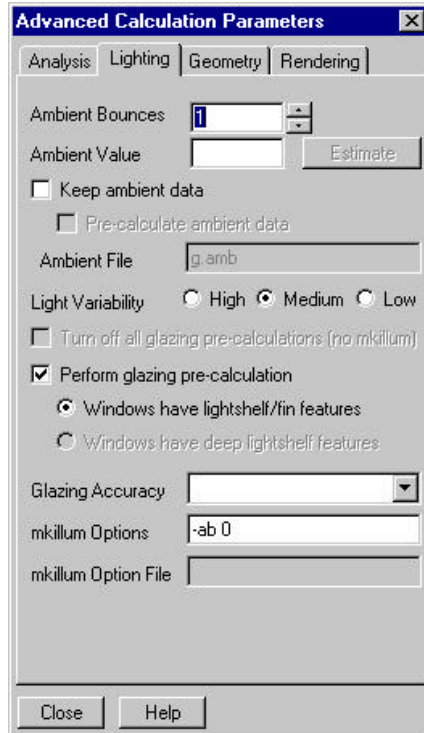 Advanced Calculation Parameters
Analysis Lighting Geometry Rendering
Ambient Bounces 1
Ambient Value Estimate
Keep ambient data
Pre-calculate ambient data
Ambient File g.amb
Light Variability High Medium Low
Turn off all glazing pre-calculations (no mkillum)
Perform glazing pre-calculation
Windows have lightshelf/fin features
Windows have deep lightshelf features
Glazing Accuracy
mkillum Options -ab 0
mkillum Option File
Close Help